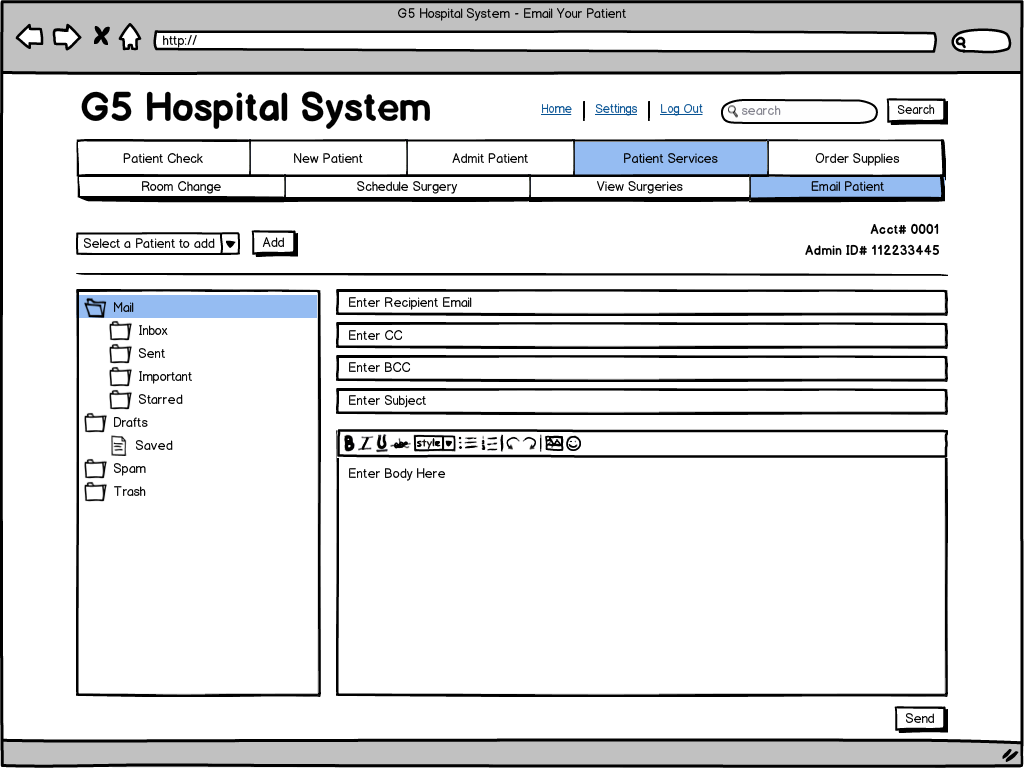 G5 Hospital System - Email Your Patient
http://
G5 Hospital System
Home
Settings
Log Out
search
Search
Patient Check
New Patient
Admit Patient
Patient Services
Order Supplies
Room Change
Schedule Surgery
View Surgeries
Email Patient
Select a Patient to add
Add
Acct# 0001
Admin ID# 112233445
Mail
Inbox
Sent
Important
Starred
Drafts
Saved
Spam
Trash
Enter Recipient Email
Enter CC
Enter BCC
Enter Subject
B I U abc style
Enter Body Here
Send